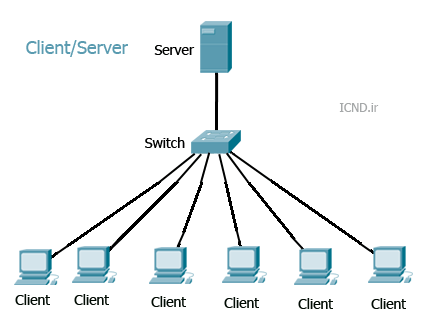 Client/Server
Server
ICND.ir
Switch
Client
Client
Client
Client
Client
Client